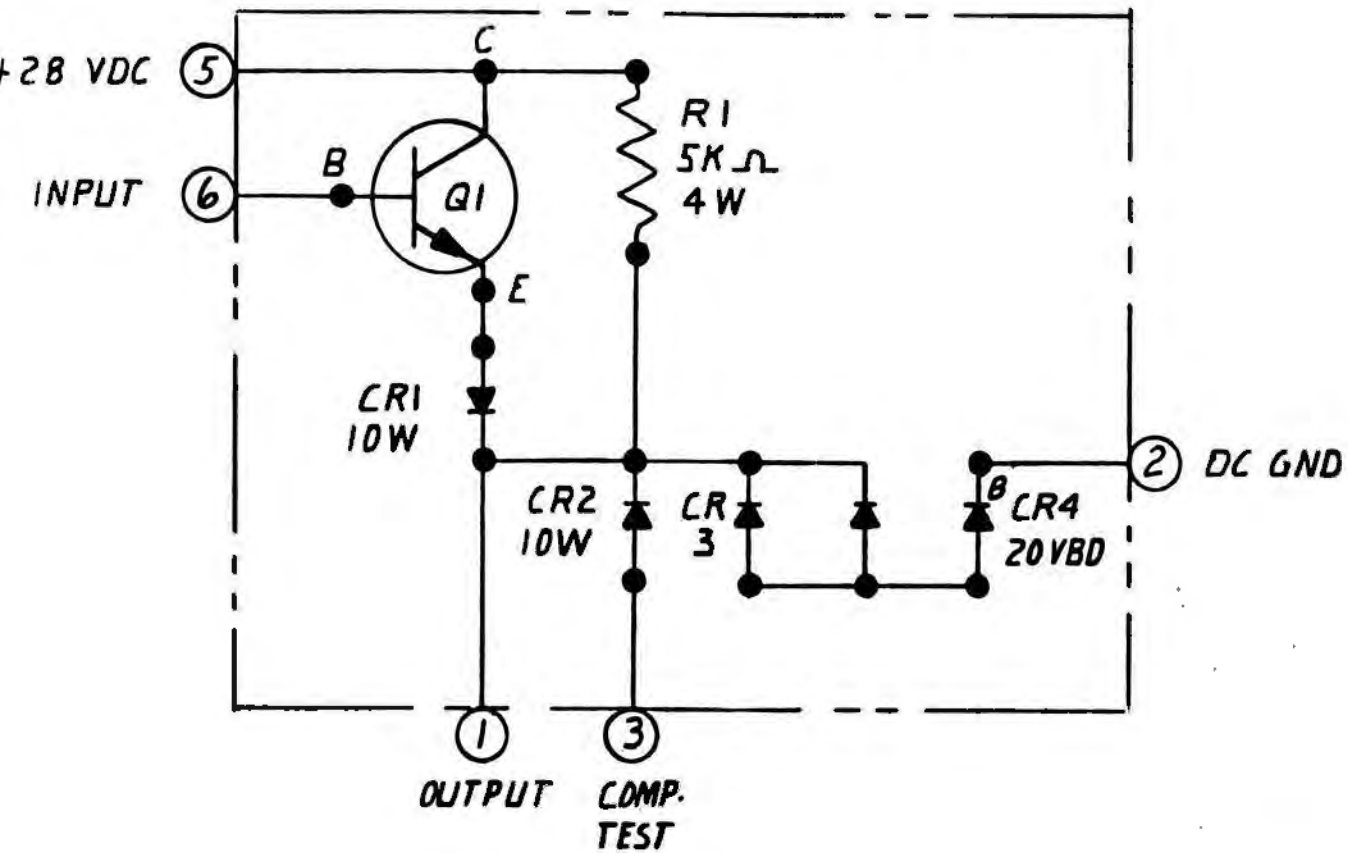 +28 VDC
5
C
R1
5K Ω
4W
INPUT
6
B
Q1
E
CR1
10W
2
DC GND
CR2
10W
CR
3
B
CR4
20VBD
1
OUTPUT
3
COMP.
TEST